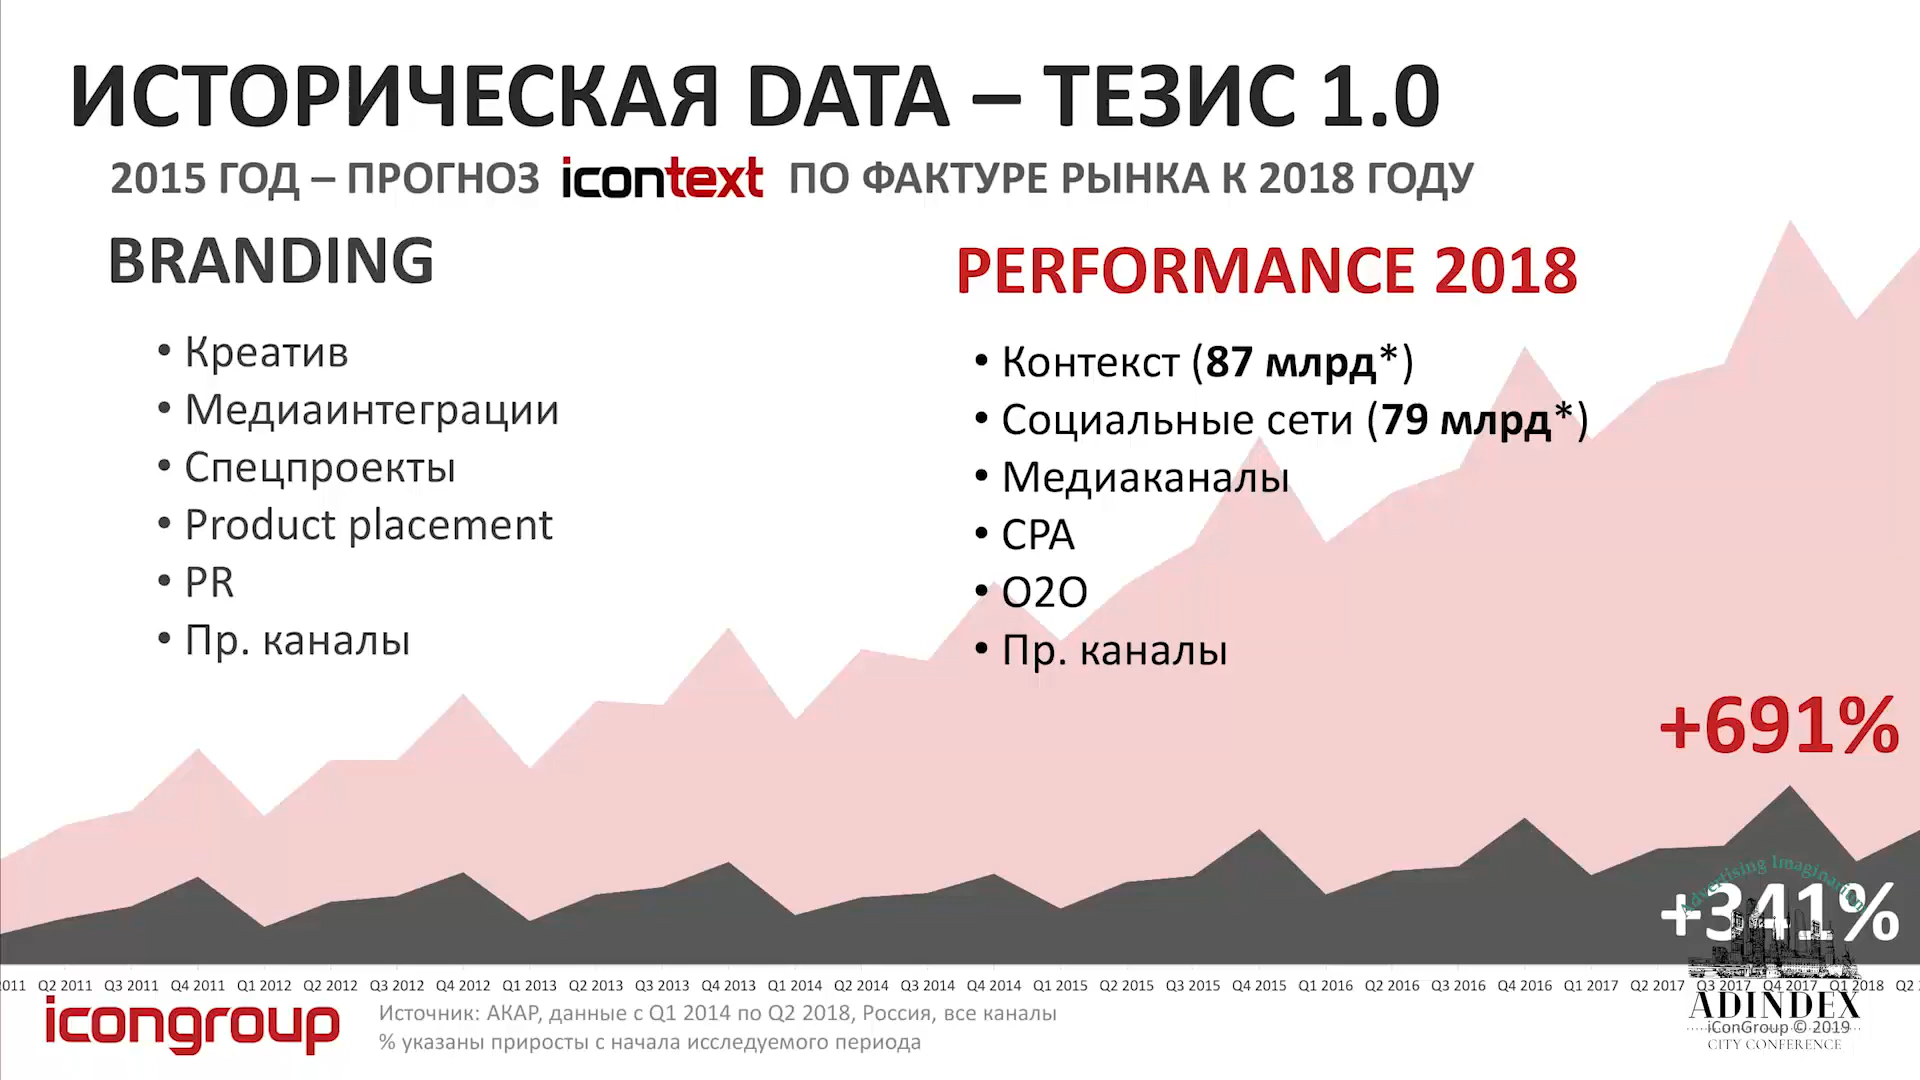 ИСТОРИЧЕСКАЯ DATA – ТЕЗИС 1.0
2015 ГОД – ПРОГНОЗ icontext ПО ФАКТУРЕ РЫНКА К 2018 ГОДУ
BRANDING
• Креатив
• Медиаинтеграции
• Спецпроекты
• Product placement
• PR
• Пр. каналы
PERFORMANCE 2018
• Контекст (87 млрд*)
• Социальные сети (79 млрд*)
• Медиаканалы
• CPA
• O2O
• Пр. каналы
+691%
+341%
Advertising Imagination
2011 Q2 2011 Q3 2011 Q4 2011 Q1 2012 Q2 2012 Q3 2012 Q4 2012 Q1 2013 Q2 2013 Q3 2013 Q4 2013 Q1 2014 Q2 2014 Q3 2014 Q4 2014 Q1 2015 Q2 2015 Q3 2015 Q4 2015 Q1 2016 Q2 2016 Q3 2016 Q4 2016 Q1 2017 Q2 2017 Q3 2017 Q4 2017 Q1 2018 Q2
icongroup
Источник: АКАР, данные с Q1 2014 по Q2 2018, Россия, все каналы
% указаны приросты с начала исследуемого периода
ADINDEX
iConGroup © 2019
CITY CONFERENCE